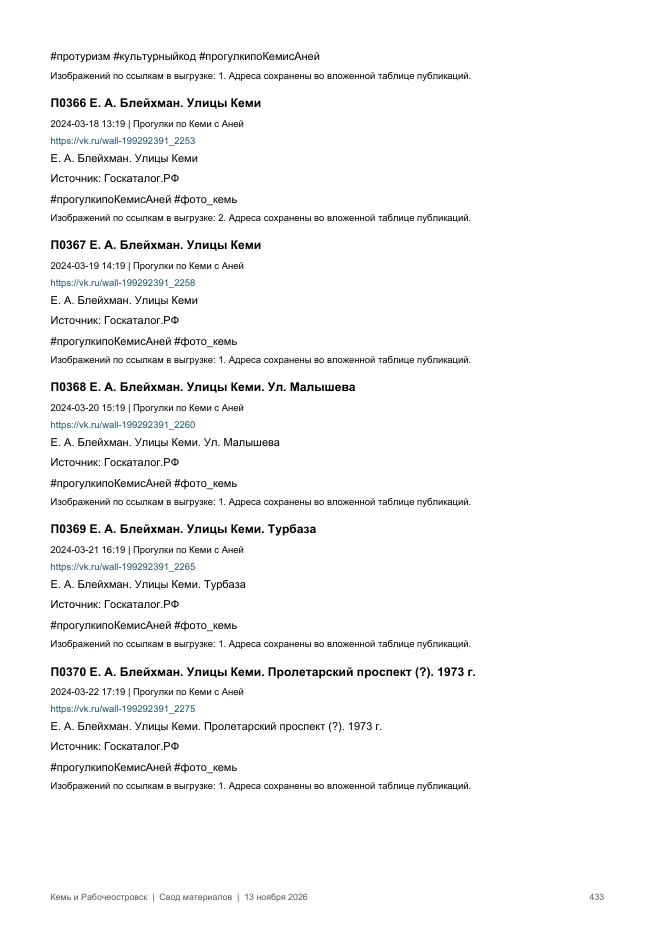 #протуризм #культурныйкод #прогулкипоКемисАней
Изображений по ссылкам в выгрузке: 1. Адреса сохранены во вложенной таблице публикаций.
П0366 Е. А. Блейхман. Улицы Кеми
2024-03-18 13:19 | Прогулки по Кеми с Аней
https://vk.ru/wall-199292391_2253
Е. А. Блейхман. Улицы Кеми
Источник: Госкаталог.РФ
#прогулкипоКемисАней #фото_кемь
Изображений по ссылкам в выгрузке: 2. Адреса сохранены во вложенной таблице публикаций.
П0367 Е. А. Блейхман. Улицы Кеми
2024-03-19 14:19 | Прогулки по Кеми с Аней
https://vk.ru/wall-199292391_2258
Е. А. Блейхман. Улицы Кеми
Источник: Госкаталог.РФ
#прогулкипоКемисАней #фото_кемь
Изображений по ссылкам в выгрузке: 1. Адреса сохранены во вложенной таблице публикаций.
П0368 Е. А. Блейхман. Улицы Кеми. Ул. Малышева
2024-03-20 15:19 | Прогулки по Кеми с Аней
https://vk.ru/wall-199292391_2260
Е. А. Блейхман. Улицы Кеми. Ул. Малышева
Источник: Госкаталог.РФ
#прогулкипоКемисАней #фото_кемь
Изображений по ссылкам в выгрузке: 1. Адреса сохранены во вложенной таблице публикаций.
П0369 Е. А. Блейхман. Улицы Кеми. Турбаза
2024-03-21 16:19 | Прогулки по Кеми с Аней
https://vk.ru/wall-199292391_2265
Е. А. Блейхман. Улицы Кеми. Турбаза
Источник: Госкаталог.РФ
#прогулкипоКемисАней #фото_кемь
Изображений по ссылкам в выгрузке: 1. Адреса сохранены во вложенной таблице публикаций.
П0370 Е. А. Блейхман. Улицы Кеми. Пролетарский проспект (?). 1973 г.
2024-03-22 17:19 | Прогулки по Кеми с Аней
https://vk.ru/wall-199292391_2275
Е. А. Блейхман. Улицы Кеми. Пролетарский проспект (?). 1973 г.
Источник: Госкаталог.РФ
#прогулкипоКемисАней #фото_кемь
Изображений по ссылкам в выгрузке: 1. Адреса сохранены во вложенной таблице публикаций.
Кемь и Рабочеостровск | Свод материалов | 13 ноября 2026 433